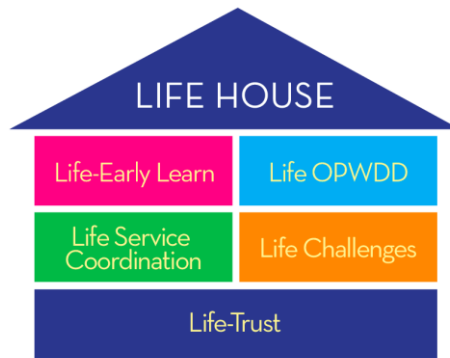 LIFE HOUSE
Life-Early Learn
Life OPWDD
Life Service
Coordination
Life Challenges
Life-Trust